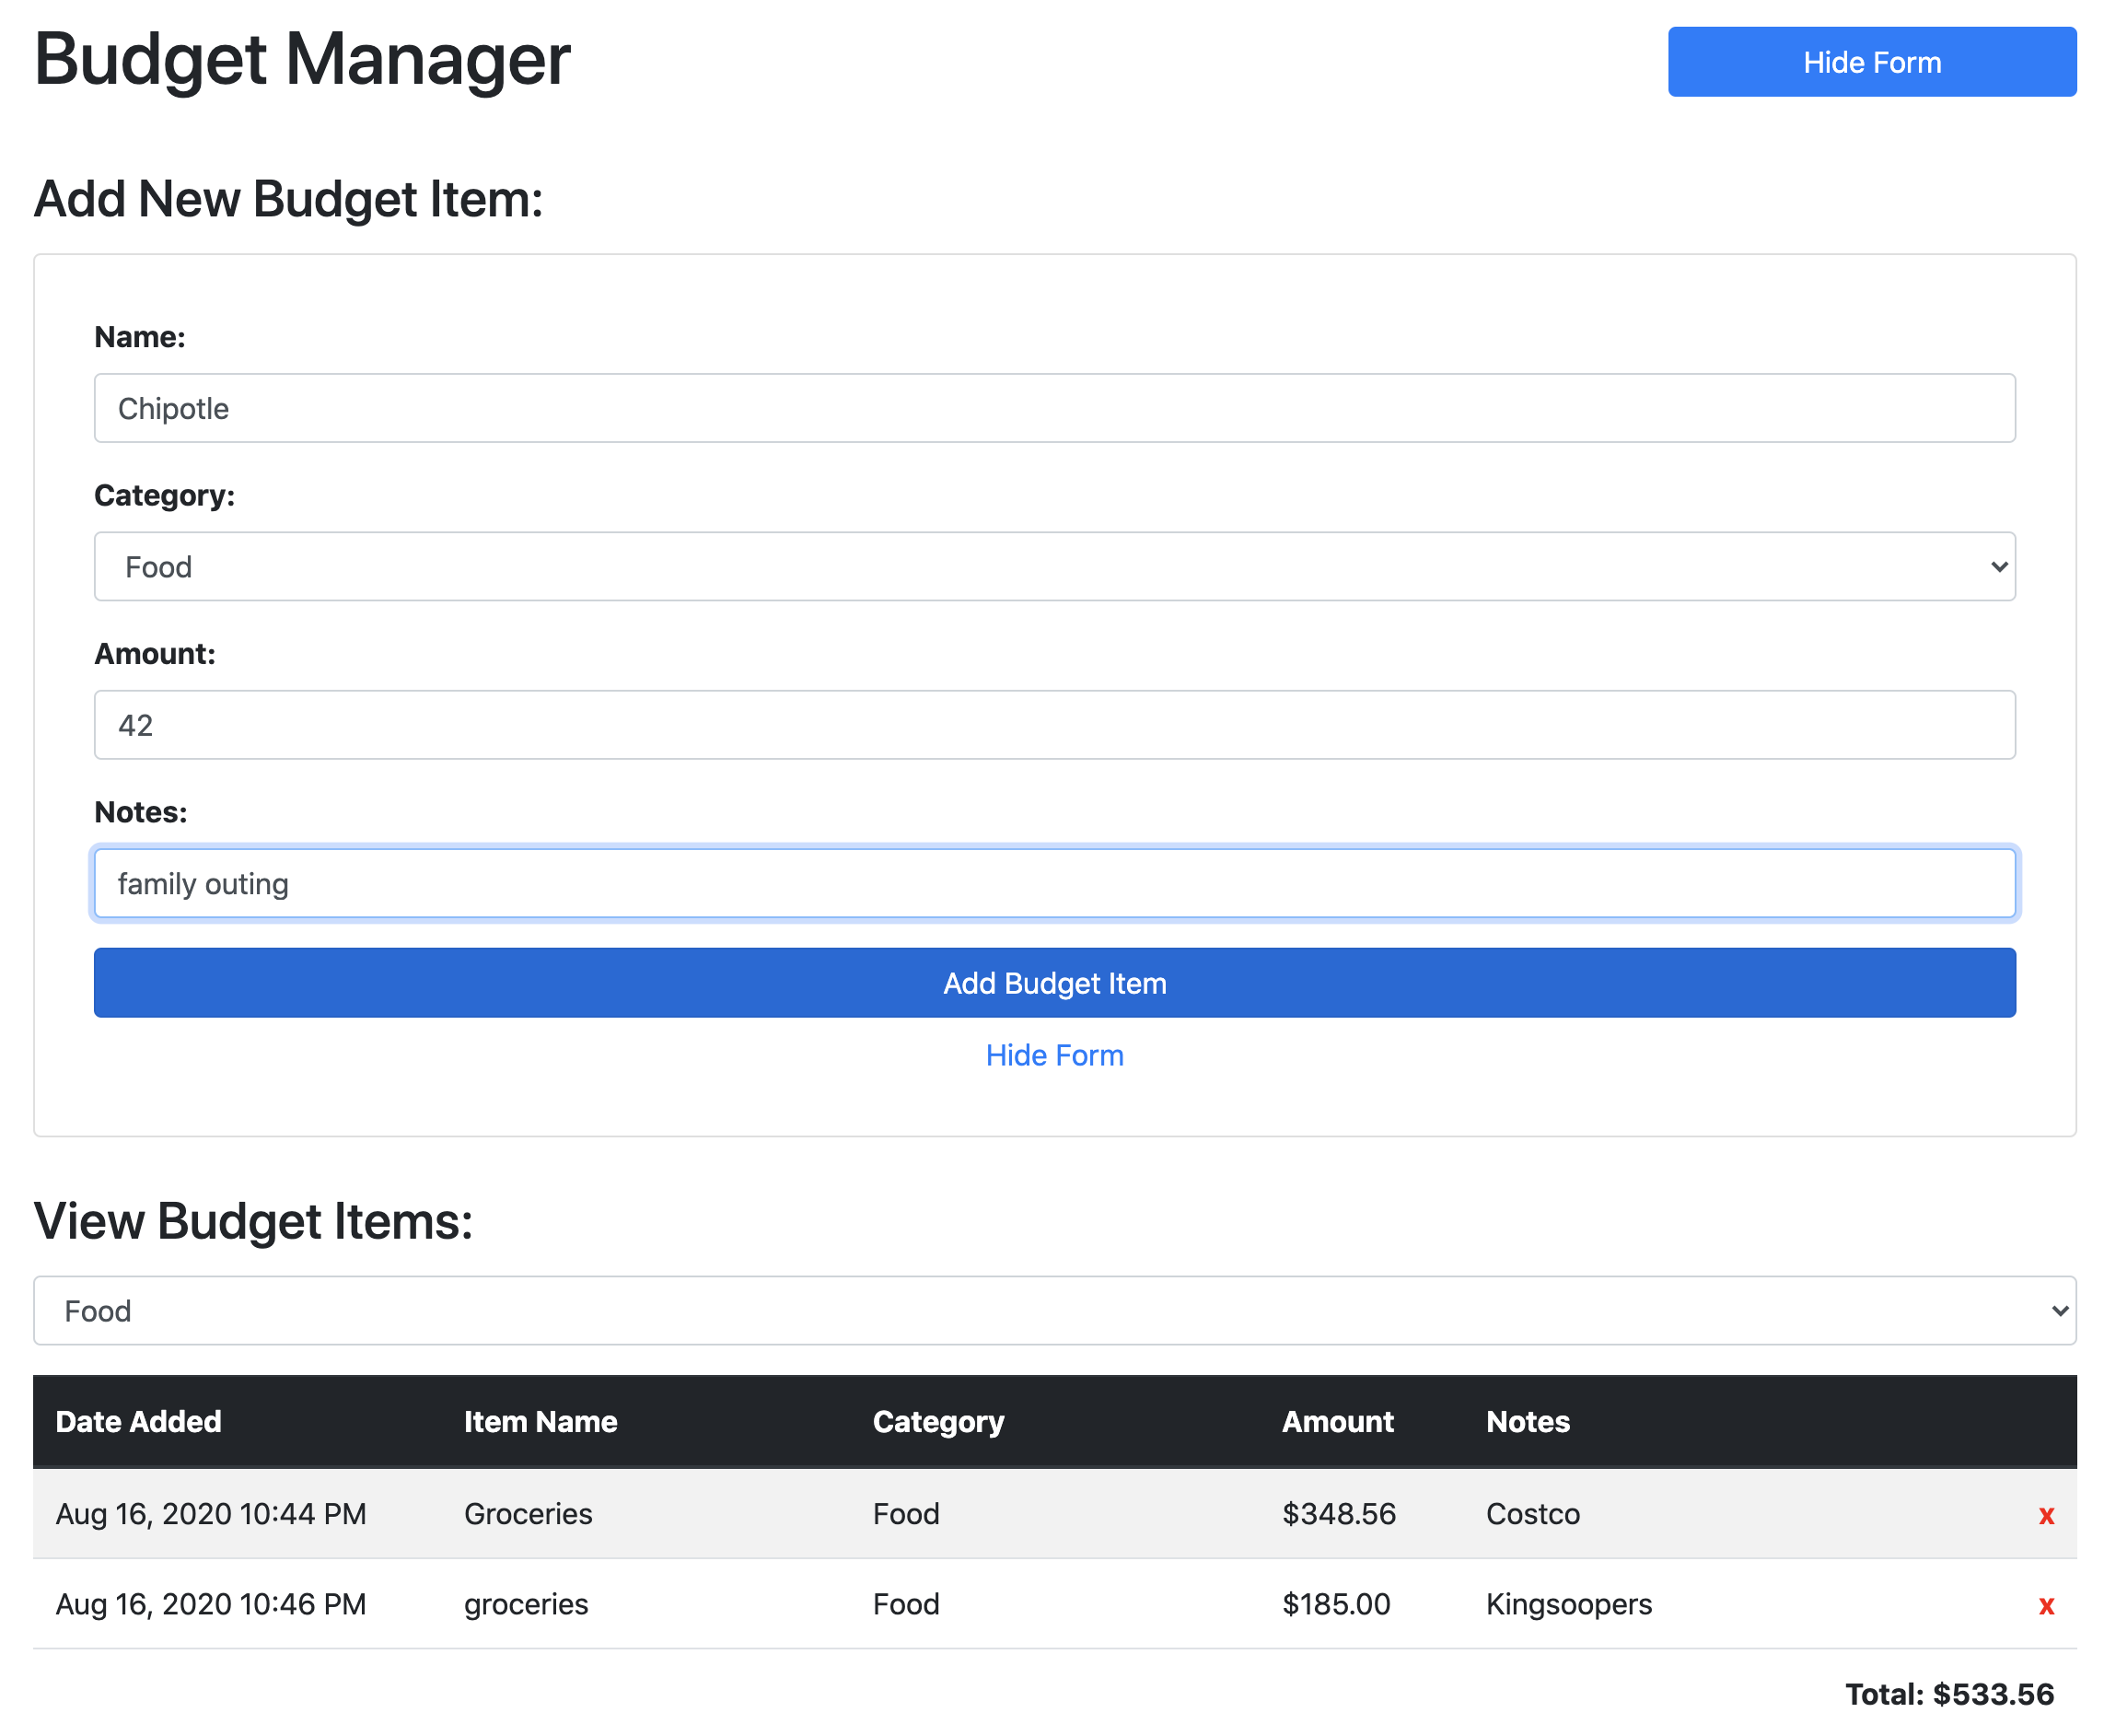 Budget Manager Hide Form
Add New Budget Item:
Name:
Chipotle
Category:
Food
Amount:
42
Notes:
family outing
Add Budget Item
Hide Form
View Budget Items:
Food
Date Added Item Name Category Amount Notes
Aug 16, 2020 10:44 PM Groceries Food $348.56 Costco x
Aug 16, 2020 10:46 PM groceries Food $185.00 Kingsoopers x
Total: $533.56